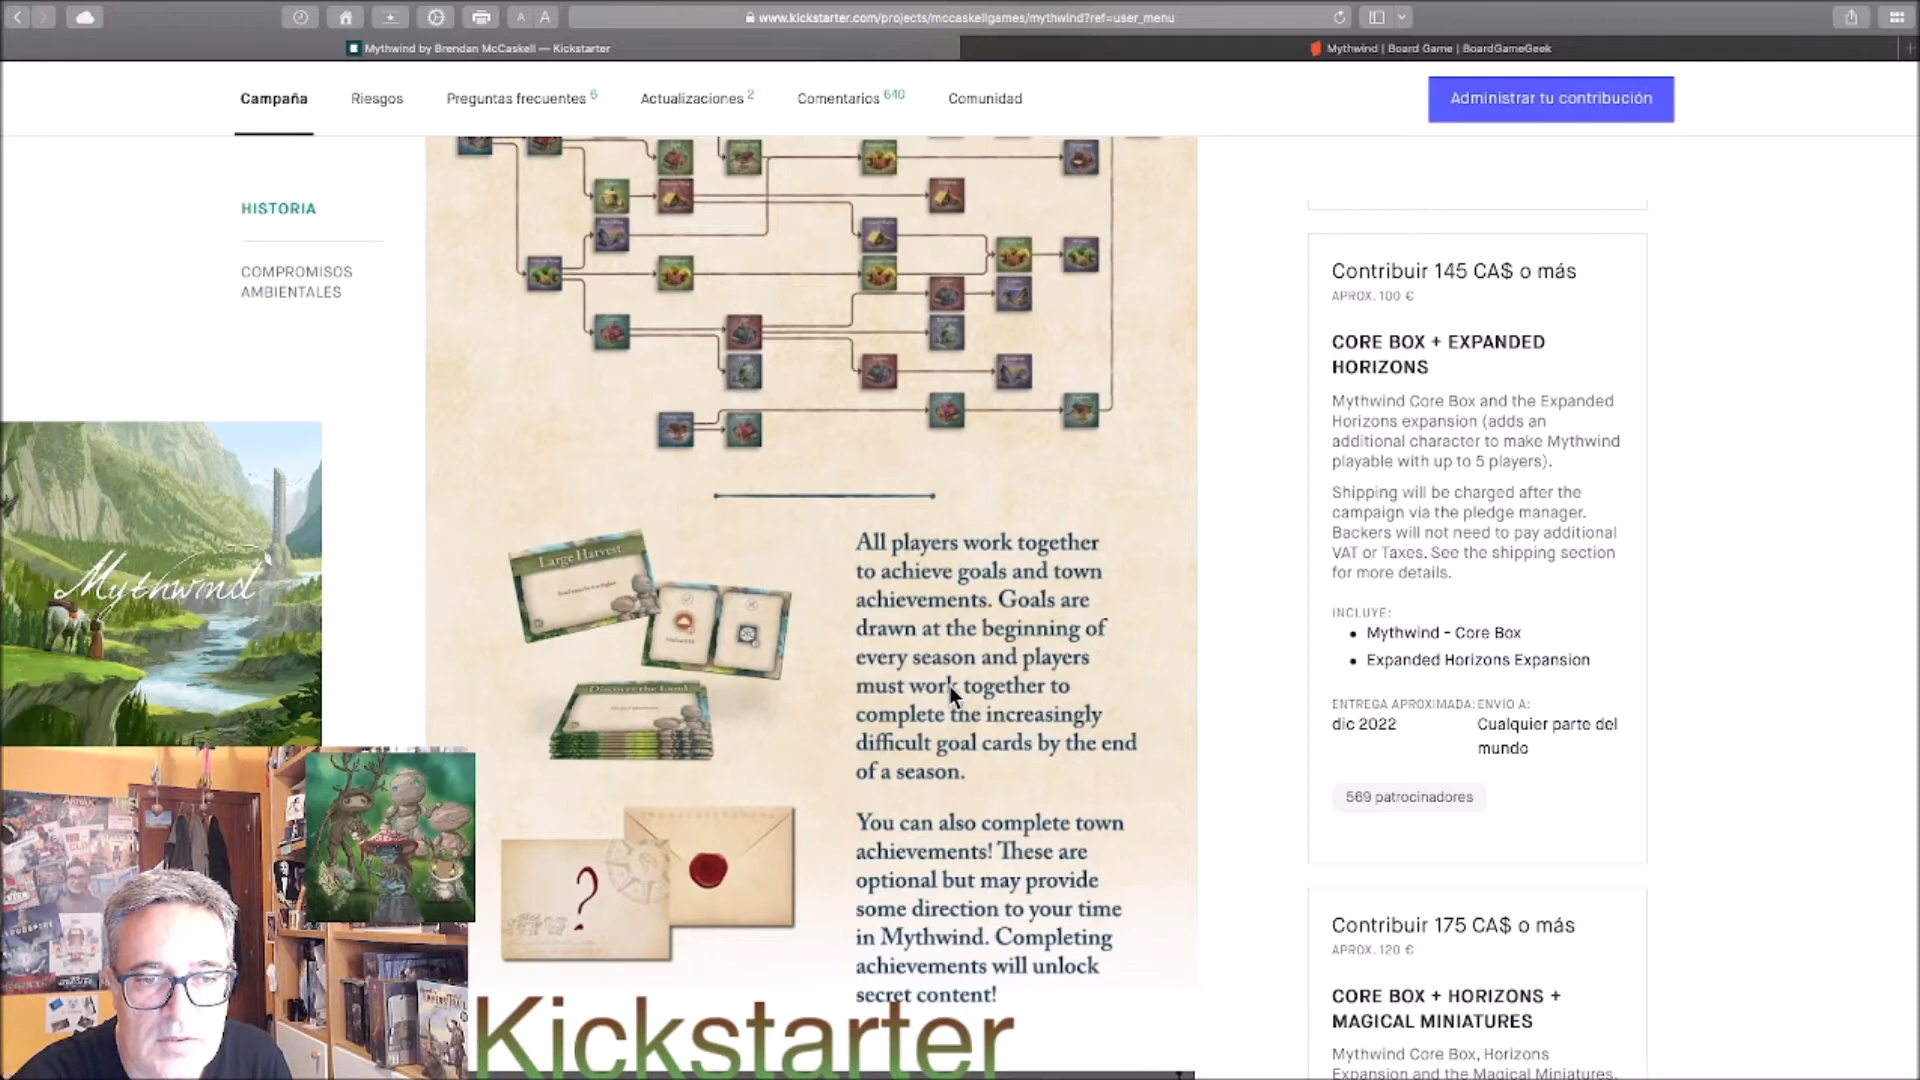 www.kickstarter.com/projects/mccaskellgames/mythwind?ref=user_menu
Mythwind by Brendan McCaskell — Kickstarter
Mythwind | Board Game | BoardGameGeek
Campaña
Riesgos
Preguntas frecuentes 6
Actualizaciones 2
Comentarios 640
Comunidad
Administrar tu contribución
HISTORIA
COMPROMISOS
AMBIENTALES
Mythwind
Large Harvest
Discover the Land
?
All players work together
to achieve goals and town
achievements. Goals are
drawn at the beginning of
every season and players
must work together to
complete the increasingly
difficult goal cards by the end
of a season.
You can also complete town
achievements! These are
optional but may provide
some direction to your time
in Mythwind. Completing
achievements will unlock
secret content!
Kickstarter
Contribuir 145 CA$ o más
APROX. 100 €
CORE BOX + EXPANDED
HORIZONS
Mythwind Core Box and the Expanded
Horizons expansion (adds an
additional character to make Mythwind
playable with up to 5 players).
Shipping will be charged after the
campaign via the pledge manager.
Backers will not need to pay additional
VAT or Taxes. See the shipping section
for more details.
INCLUYE:
• Mythwind - Core Box
• Expanded Horizons Expansion
ENTREGA APROXIMADA: ENVÍO A:
dic 2022 Cualquier parte del
mundo
569 patrocinadores
Contribuir 175 CA$ o más
APROX. 120 €
CORE BOX + HORIZONS +
MAGICAL MINIATURES
Mythwind Core Box, Horizons
Expansion and the Magical Miniatures.